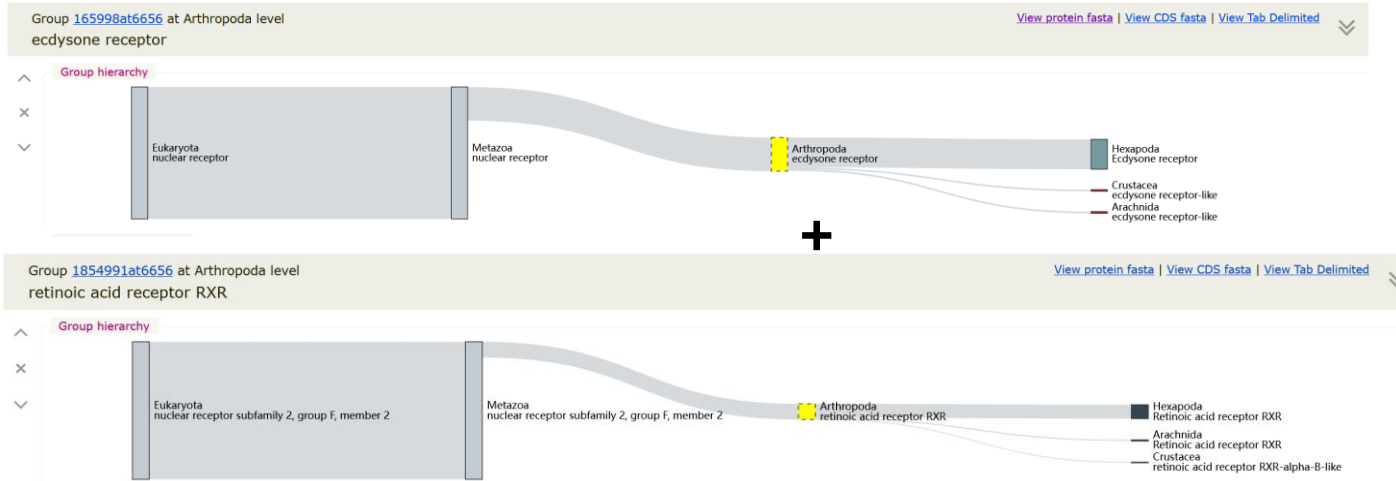 Group 165998at6656 at Arthropoda level
View protein fasta | View CDS fasta | View Tab Delimited
ecdysone receptor
Group hierarchy
Eukaryota
nuclear receptor
Metazoa
nuclear receptor
Arthropoda
ecdysone receptor
Hexapoda
Ecdysone receptor
Crustacea
ecdysone receptor-like
Arachnida
ecdysone receptor-like
+
Group 1854991at6656 at Arthropoda level
View protein fasta | View CDS fasta | View Tab Delimited
retinoic acid receptor RXR
Group hierarchy
Eukaryota
nuclear receptor subfamily 2, group F, member 2
Metazoa
nuclear receptor subfamily 2, group F, member 2
Arthropoda
retinoic acid receptor RXR
Hexapoda
Retinoic acid receptor RXR
Arachnida
Retinoic acid receptor RXR
Crustacea
retinoic acid receptor RXR-alpha-B-like